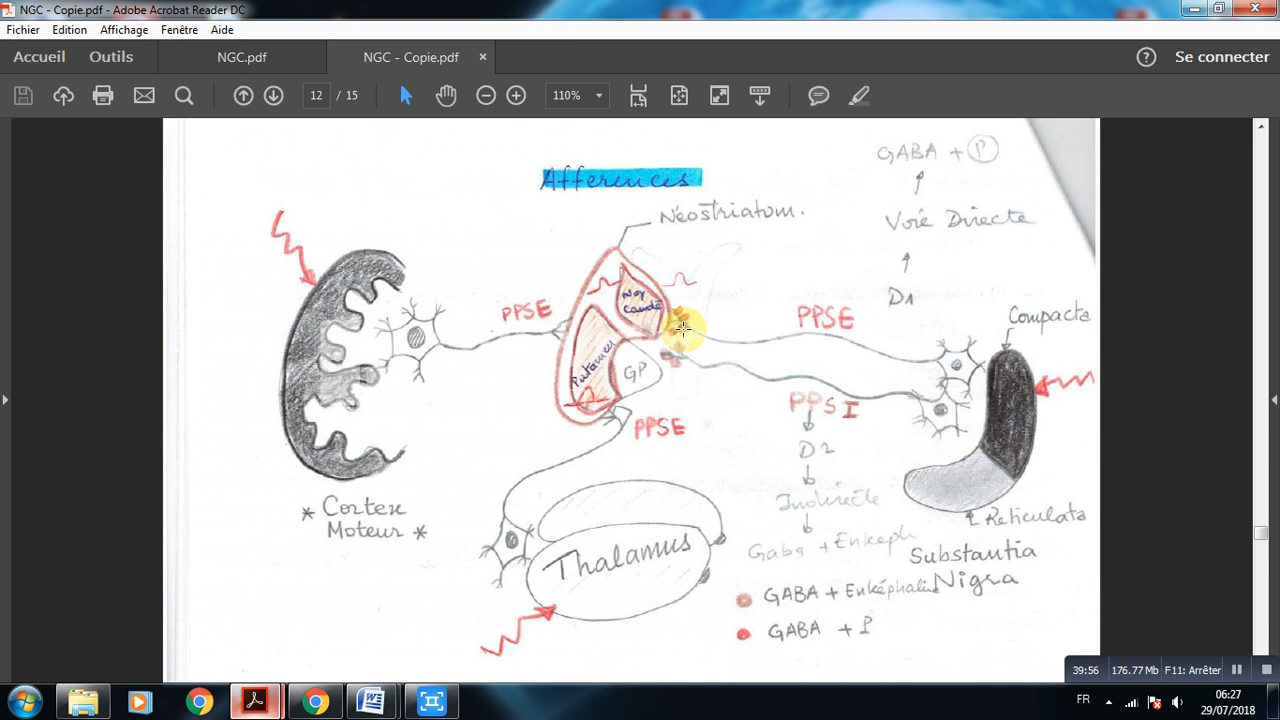 NGC - Copie.pdf - Adobe Acrobat Reader DC
Fichier Edition Affichage Fenêtre Aide
Accueil Outils NGC.pdf NGC - Copie.pdf × Se connecter
12 / 15 110%
GABA + P
Afferences
Néostriatum.
Voie Directe
D1
Noy Caudé
PPSE
PPSE
Compacta
Putamen
GP
PPSI
PPSE
D2
Indirecte
* Cortex
Moteur *
Reticulata
Gaba + Enkeph
Substantia
Nigra
Thalamus
GABA + Enképhalin
GABA + P
39:56 176.77 Mb F11: Arrêter
FR 06:27
29/07/2018